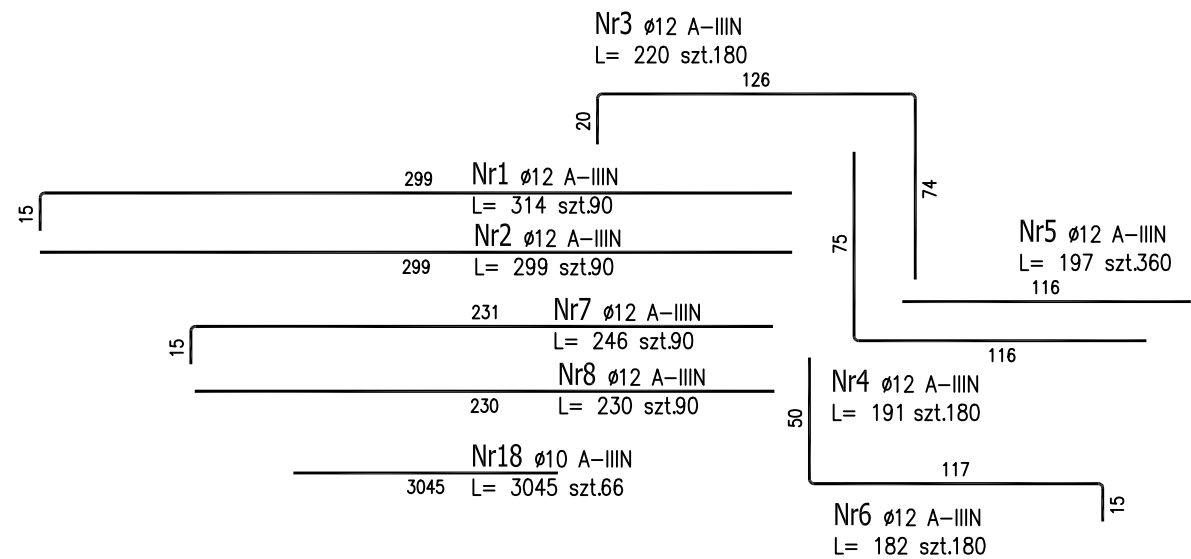 Nr3 ø12 A-IIIN
L= 220 szt.180
126
20
74
299
Nr1 ø12 A-IIIN
15
L= 314 szt.90
Nr2 ø12 A-IIIN
299
L= 299 szt.90
75
Nr5 ø12 A-IIIN
L= 197 szt.360
116
231
Nr7 ø12 A-IIIN
15
L= 246 szt.90
116
Nr8 ø12 A-IIIN
230
L= 230 szt.90
Nr4 ø12 A-IIIN
L= 191 szt.180
50
Nr18 ø10 A-IIIN
3045
L= 3045 szt.66
117
15
Nr6 ø12 A-IIIN
L= 182 szt.180